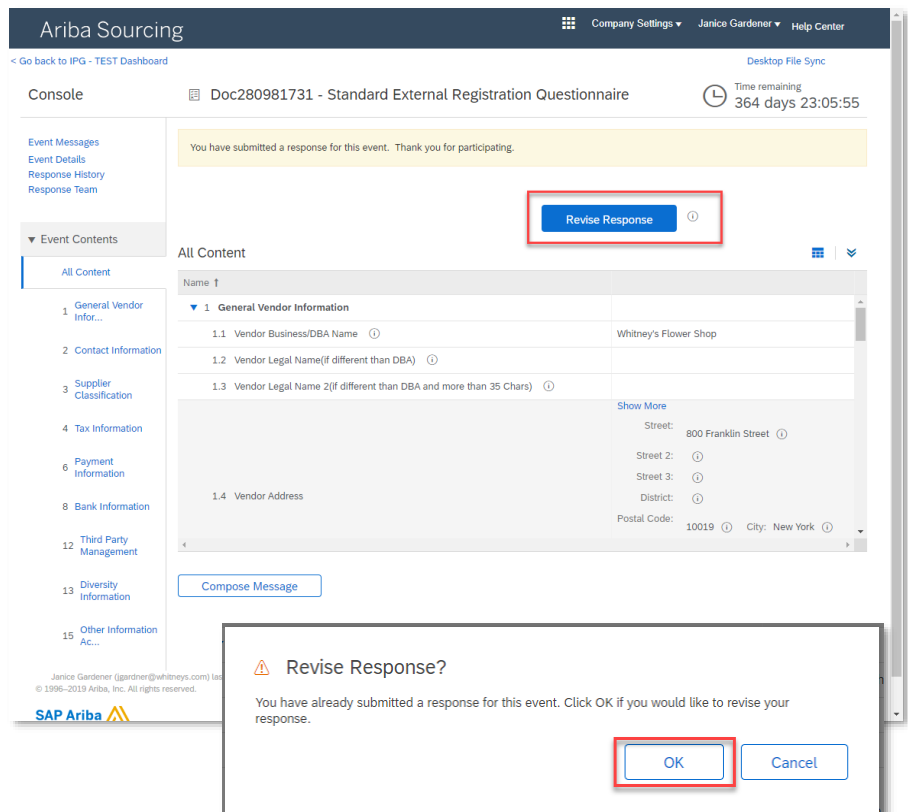 Ariba Sourcing
Company Settings ▾ Janice Gardener ▾ Help Center
< Go back to IPG - TEST Dashboard
Desktop File Sync
Console
Doc280981731 - Standard External Registration Questionnaire
Time remaining
364 days 23:05:55
Event Messages
Event Details
Response History
Response Team
You have submitted a response for this event. Thank you for participating.
Revise Response
▼ Event Contents
All Content
1 General Vendor
Infor...
2 Contact Information
3 Supplier
Classification
4 Tax Information
6 Payment
Information
8 Bank Information
12 Third Party
Management
13 Diversity
Information
15 Other Information
Ac...
All Content
Name ↑
▼ 1 General Vendor Information
1.1 Vendor Business/DBA Name
Whitney's Flower Shop
1.2 Vendor Legal Name(if different than DBA)
1.3 Vendor Legal Name 2(if different than DBA and more than 35 Chars)
1.4 Vendor Address
Show More
Street: 800 Franklin Street
Street 2:
Street 3:
District:
Postal Code: 10019 City: New York
Compose Message
Janice Gardener (jgardner@whitneys.com) las
© 1996–2019 Ariba, Inc. All rights reserved.
SAP Ariba
Revise Response?
You have already submitted a response for this event. Click OK if you would like to revise your
response.
OK
Cancel